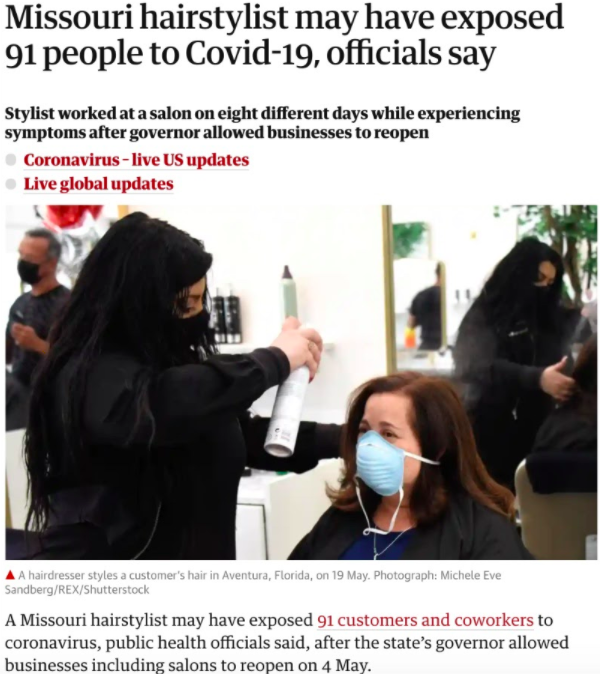 Missouri hairstylist may have exposed
91 people to Covid-19, officials say
Stylist worked at a salon on eight different days while experiencing
symptoms after governor allowed businesses to reopen
Coronavirus – live US updates
Live global updates
A hairdresser styles a customer's hair in Aventura, Florida, on 19 May. Photograph: Michele Eve
Sandberg/REX/Shutterstock
A Missouri hairstylist may have exposed 91 customers and coworkers to
coronavirus, public health officials said, after the state's governor allowed
businesses including salons to reopen on 4 May.